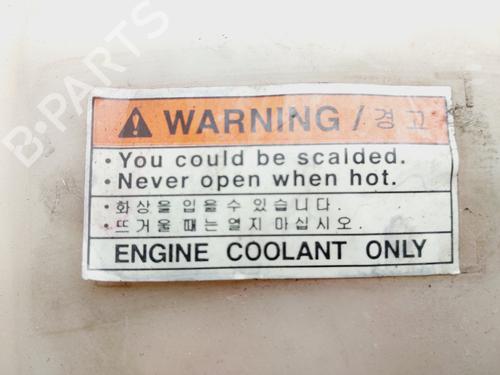 B-PARTS
WARNING / 경고
• You could be scalded.
• Never open when hot.
• 화상을 입을 수 있습니다.
• 뜨거울 때는 열지 마십시오.
ENGINE COOLANT ONLY